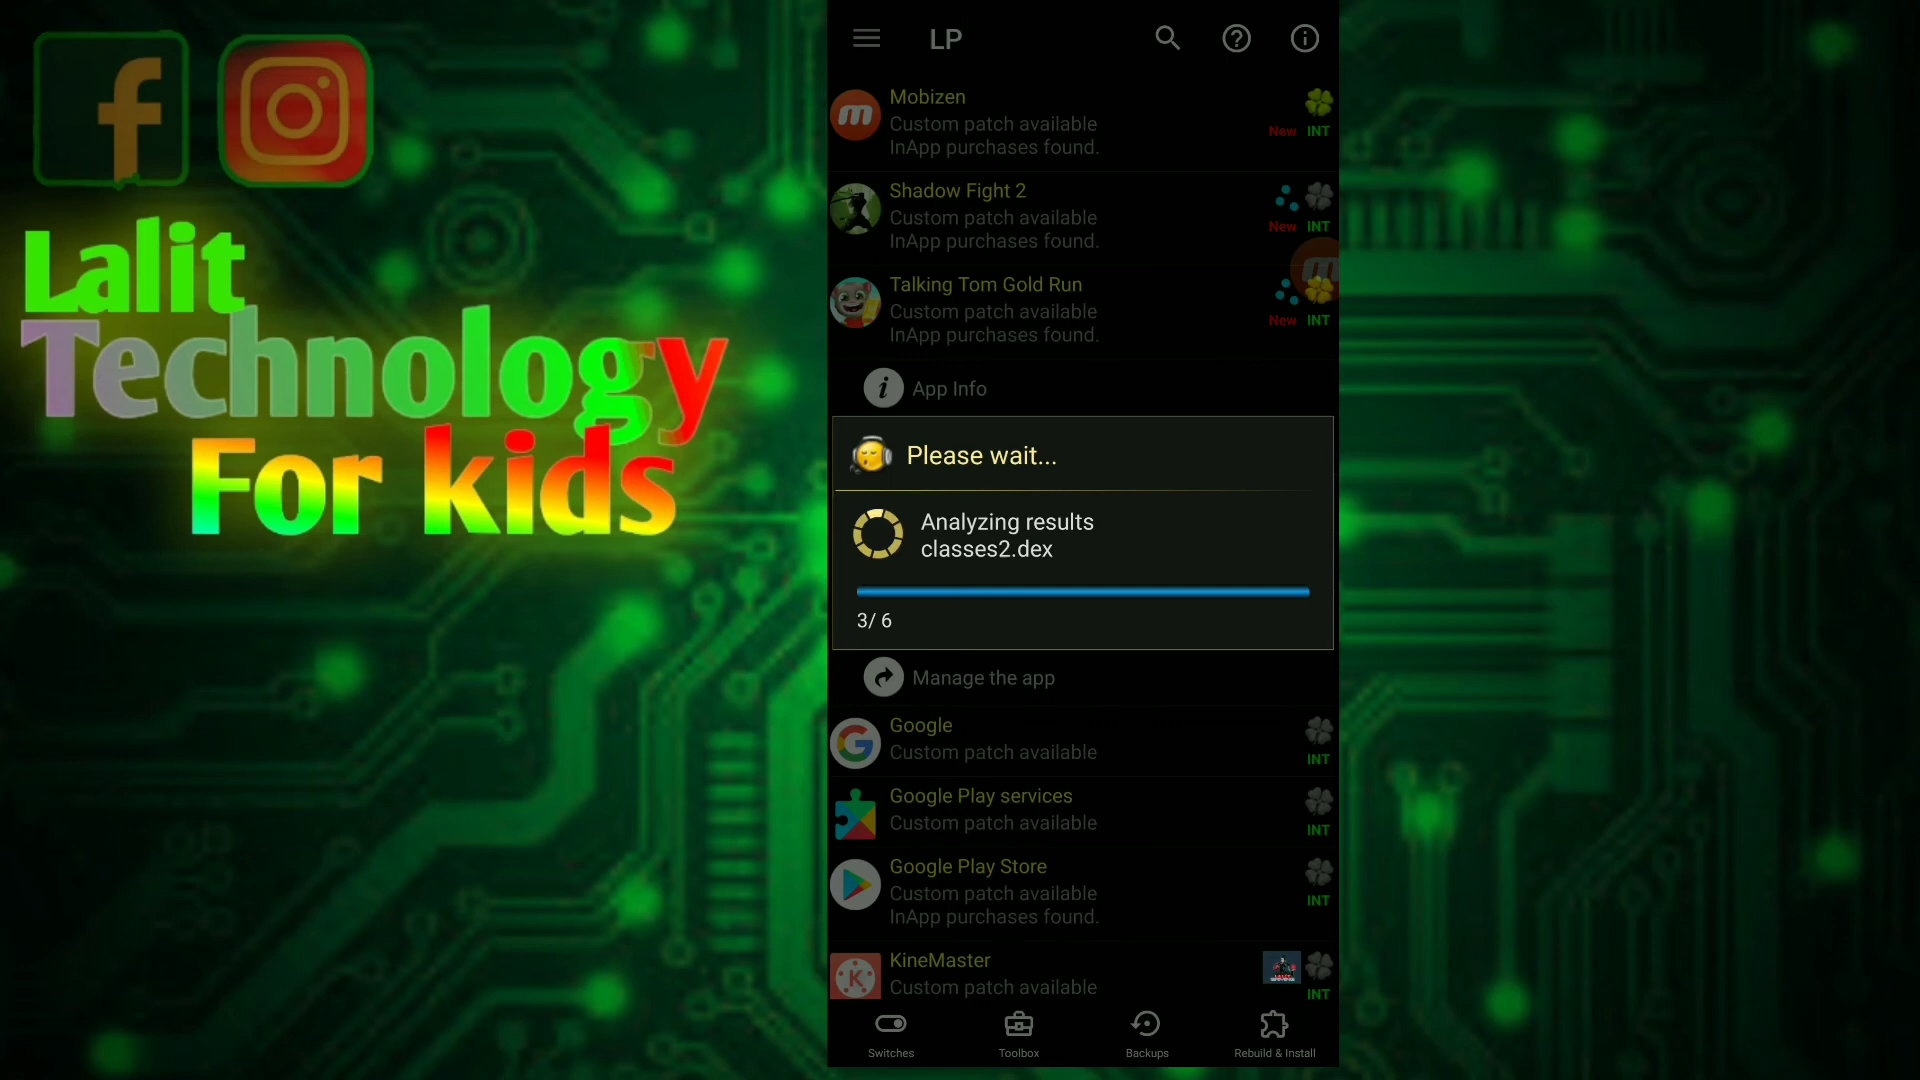 Lalit
Technology
For kids
LP
Mobizen
Custom patch available
InApp purchases found.
New INT
Shadow Fight 2
Custom patch available
InApp purchases found.
New INT
Talking Tom Gold Run
Custom patch available
InApp purchases found.
New INT
App Info
Please wait...
Analyzing results
classes2.dex
3/ 6
Manage the app
Google
Custom patch available
INT
Google Play services
Custom patch available
INT
Google Play Store
Custom patch available
InApp purchases found.
INT
KineMaster
Custom patch available
INT
Switches
Toolbox
Backups
Rebuild & Install